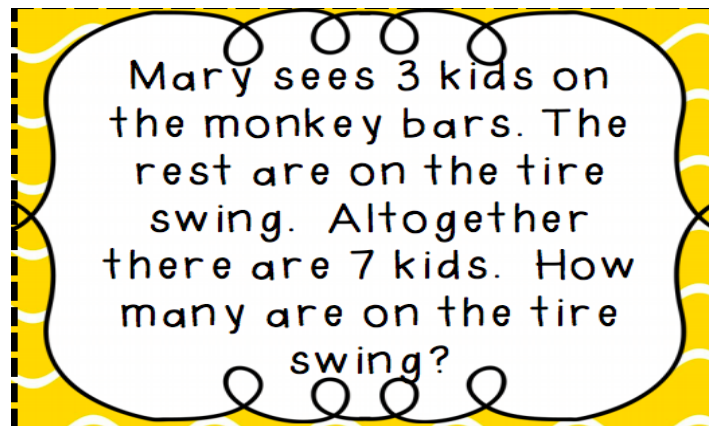 Mary sees 3 kids on
the monkey bars. The
rest are on the tire
swing. Altogether
there are 7 kids. How
many are on the tire
swing?